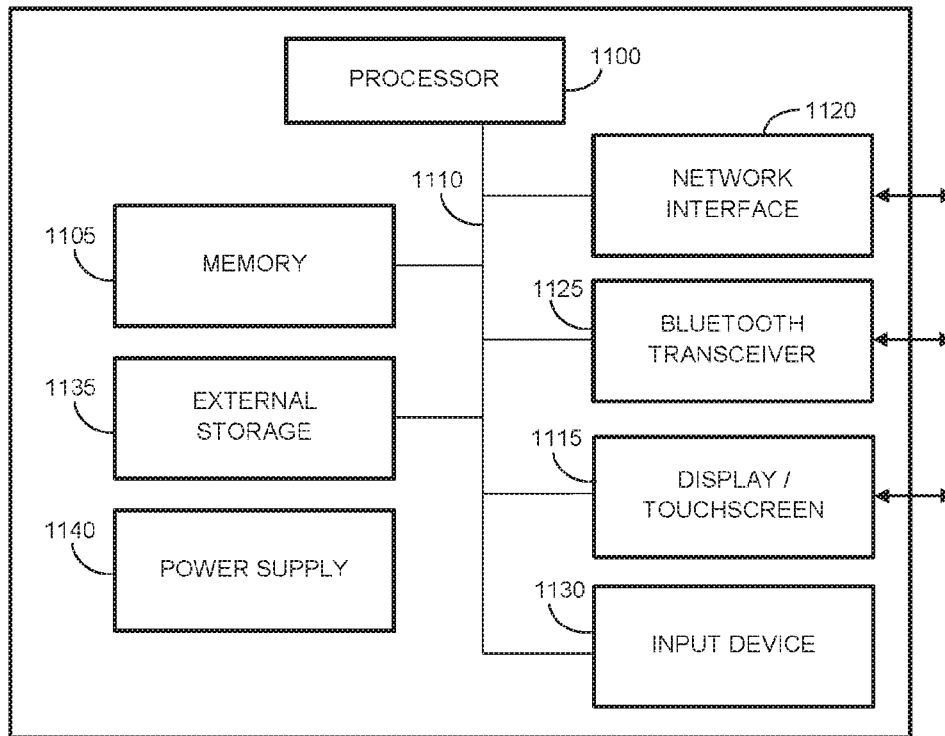 PROCESSOR
1100
1120
NETWORK
INTERFACE
1110
1105
MEMORY
1125
BLUETOOTH
TRANSCEIVER
1135
EXTERNAL
STORAGE
1115
DISPLAY /
TOUCHSCREEN
1140
POWER SUPPLY
1130
INPUT DEVICE